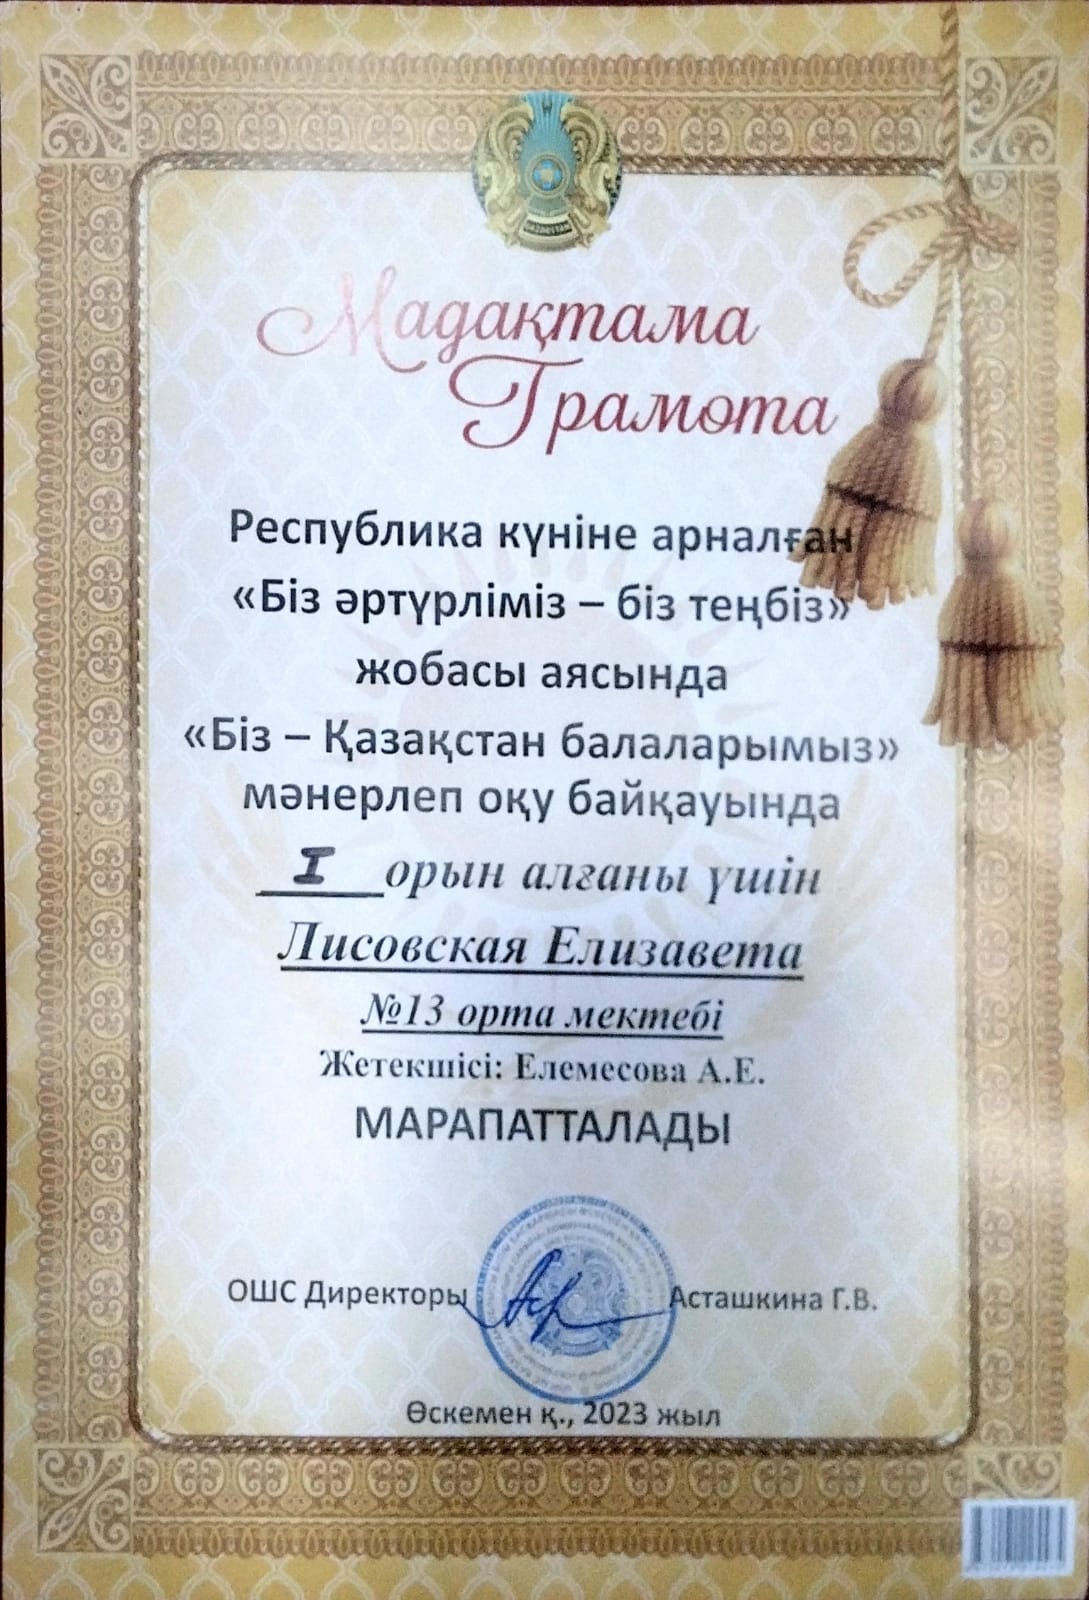 Мадақтама
Грамота
Республика күніне арналған
«Біз әртүрліміз – біз теңбіз»
жобасы аясында
«Біз – Қазақстан балаларымыз»
мәнерлеп оқу байқауында
I орын алғаны үшін
Лисовская Елизавета
№13 орта мектебі
Жетекшісі: Елемесова А.Е.
МАРАПАТТАЛАДЫ
ОШС Директоры Асташкина Г.В.
Өскемен қ., 2023 жыл